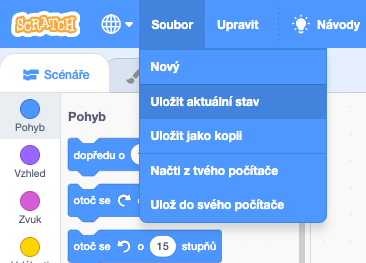 SCRATCH
Soubor
Upravit
Návody
Nový
Uložit aktuální stav
Uložit jako kopii
Načti z tvého počítače
Ulož do svého počítače
Scénáře
Pohyb
Vzhled
Zvuk
Pohyb
dopředu o
otoč se
otoč se 15 stupňů